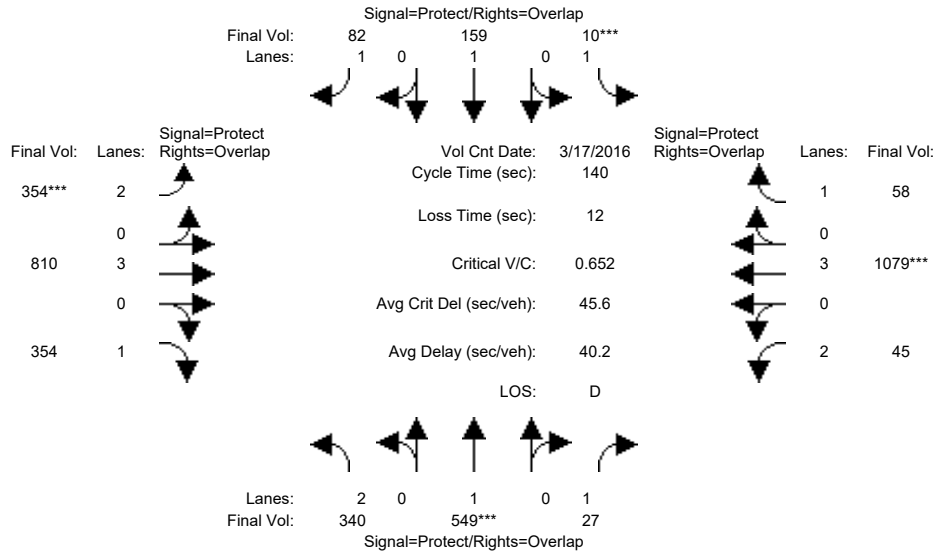 Signal=Protect/Rights=Overlap
Final Vol: 82 159 10***
Lanes: 1 0 1 0 1
Signal=Protect
Final Vol: Lanes: Rights=Overlap
Vol Cnt Date: 3/17/2016
Signal=Protect
Rights=Overlap Lanes: Final Vol:
Cycle Time (sec): 140
354*** 2
1 58
Loss Time (sec): 12
0
0
810 3
Critical V/C: 0.652
3 1079***
0
Avg Crit Del (sec/veh): 45.6
0
354 1
Avg Delay (sec/veh): 40.2
2 45
LOS: D
Lanes: 2 0 1 0 1
Final Vol: 340 549*** 27
Signal=Protect/Rights=Overlap